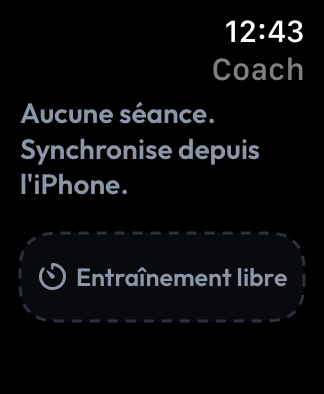 12:43
Coach
Aucune séance.
Synchronise depuis
l'iPhone.
Entraînement libre